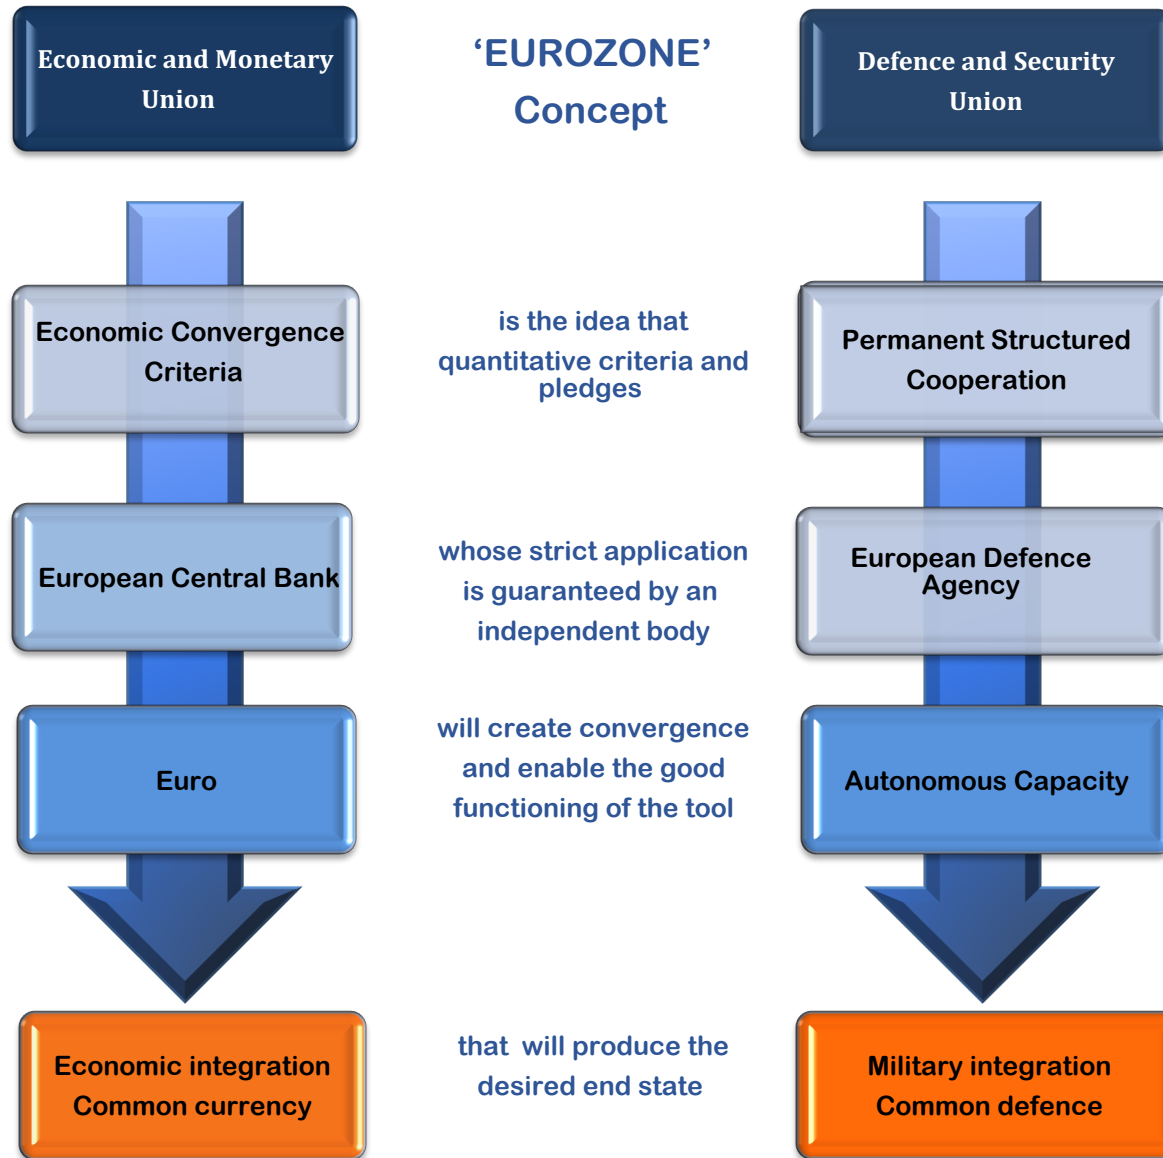 Economic and Monetary
Union
‘EUROZONE’
Concept
Defence and Security
Union
Economic Convergence
Criteria
is the idea that
quantitative criteria and
pledges
Permanent Structured
Cooperation
European Central Bank
whose strict application
is guaranteed by an
independent body
European Defence
Agency
Euro
will create convergence
and enable the good
functioning of the tool
Autonomous Capacity
Economic integration
Common currency
that will produce the
desired end state
Military integration
Common defence